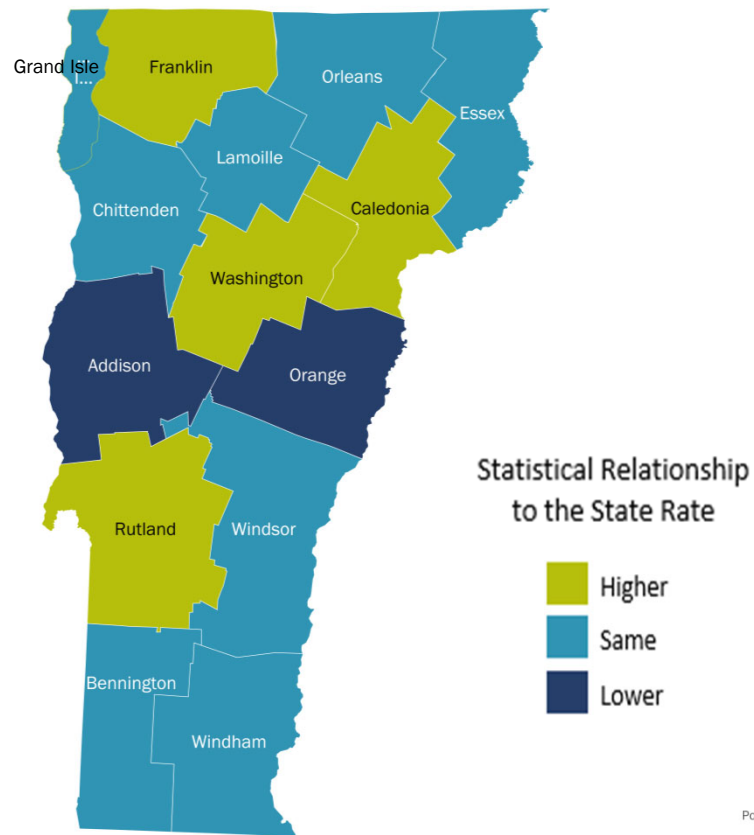 Grand Isle
i...
Franklin
Orleans
Essex
Lamoille
Chittenden
Caledonia
Washington
Addison
Orange
Statistical Relationship
to the State Rate
Rutland
Windsor
Higher
Same
Bennington
Lower
Windham
Po